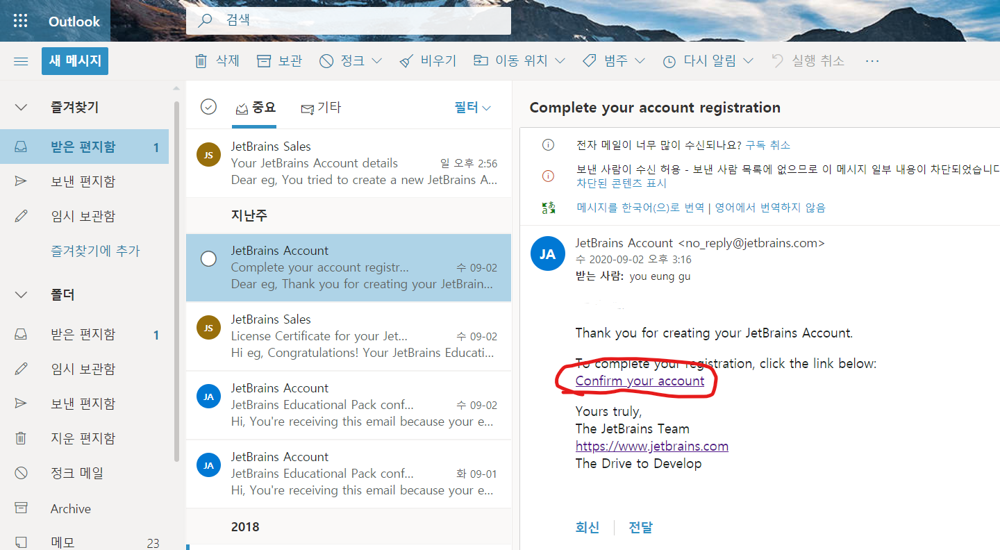 Outlook
검색
새 메시지
삭제
보관
정크
비우기
이동 위치
범주
다시 알림
실행 취소
즐겨찾기
받은 편지함 1
보낸 편지함
임시 보관함
즐겨찾기에 추가
폴더
받은 편지함 1
임시 보관함
보낸 편지함
지운 편지함
정크 메일
Archive
메모 23
중요
기타
필터
JS
JetBrains Sales
Your JetBrains Account details 일 오후 2:56
Dear eg, You tried to create a new JetBrains A...
지난주
JetBrains Account
Complete your account registr... 수 09-02
Dear eg, Thank you for creating your JetBrain...
JS
JetBrains Sales
License Certificate for your Jet... 수 09-02
Hi eg, Congratulations! Your JetBrains Educati...
JA
JetBrains Account
JetBrains Educational Pack conf... 수 09-02
Hi, You're receiving this email because your e...
JA
JetBrains Account
JetBrains Educational Pack conf... 화 09-01
Hi, You're receiving this email because your e...
2018
Complete your account registration
전자 메일이 너무 많이 수신되나요? 구독 취소
보낸 사람이 수신 허용 - 보낸 사람 목록에 없으므로 이 메시지 일부 내용이 차단되었습니다
차단된 콘텐츠 표시
메시지를 한국어(으)로 번역 | 영어에서 번역하지 않음
JA
JetBrains Account <no_reply@jetbrains.com>
수 2020-09-02 오후 3:16
받는 사람: you eung gu
Thank you for creating your JetBrains Account.
To complete your registration, click the link below:
Confirm your account
Yours truly,
The JetBrains Team
https://www.jetbrains.com
The Drive to Develop
회신
전달